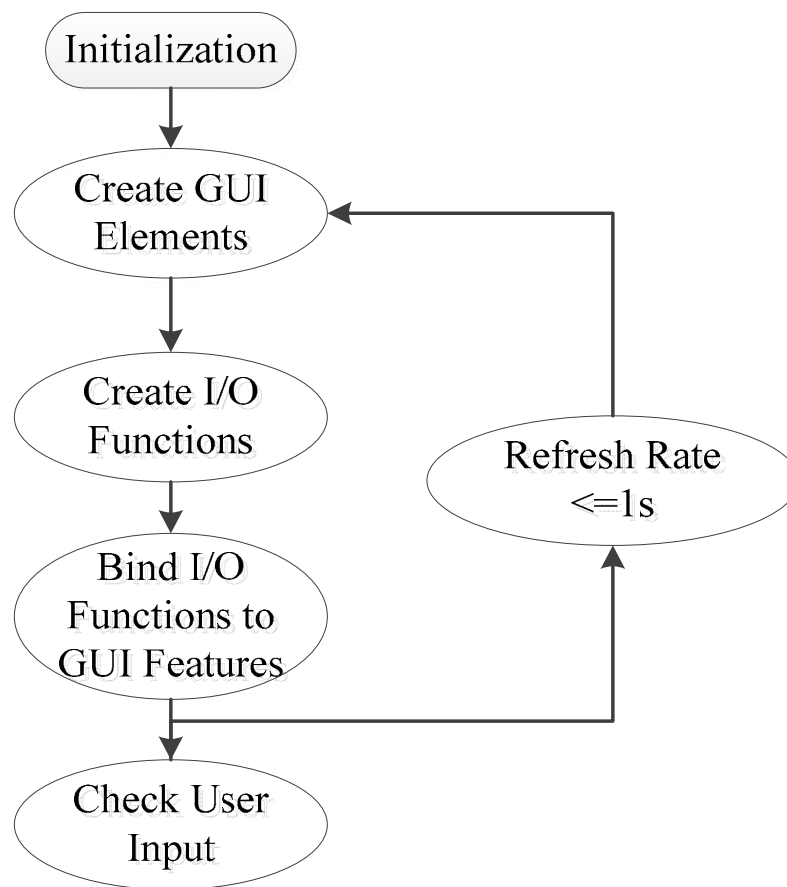 Initialization
Create GUI
Elements
Create I/O
Functions
Refresh Rate
<=1s
Bind I/O
Functions to
GUI Features
Check User
Input